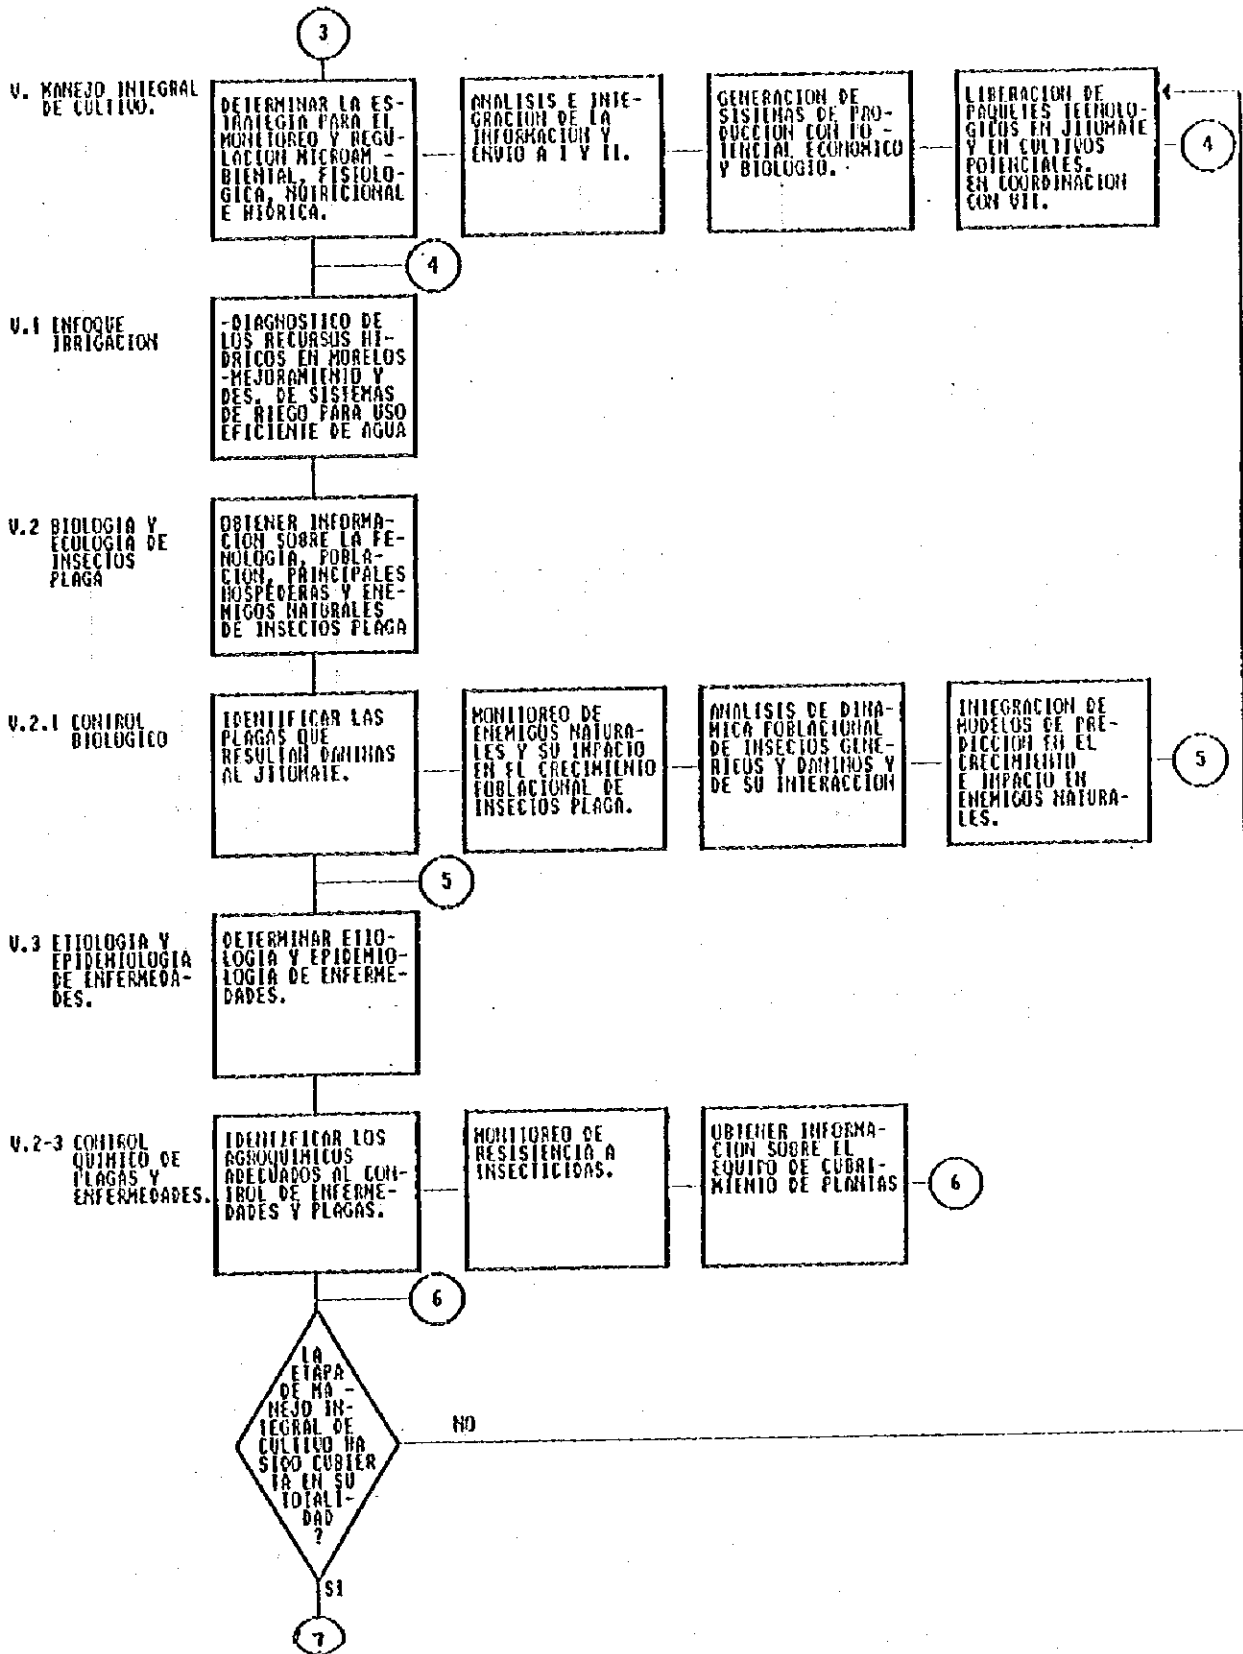 3
V. MANEJO INTEGRAL
DE CULTIVO.
DETERMINAR LA ES-
TRATEGIA PARA EL
MONITOREO Y REGU-
LACION MICROAM -
BIENTAL, FISIOLO-
GICA, NUTRICIONAL
E HIDRICA.
ANALISIS E INTE-
GRACION DE LA
INFORMACION Y
ENVIO A I Y II.
GENERACION DE
SISTEMAS DE PRO-
DUCCION CON PO -
TENCIAL ECONOMICO
Y BIOLOGIO.
LIBERACION DE
PAQUETES TECNOLO-
GICOS EN JITOMATE
Y EN CULTIVOS
POTENCIALES.
EN COORDINACION
CON VII.
4
4
V.1 ENFOQUE
IRRIGACION
-DIAGNOSTICO DE
LOS RECURSOS HI-
DRICOS EN MORELOS
-MEJORAMIENTO Y
DES. DE SISTEMAS
DE RIEGO PARA USO
EFICIENTE DE AGUA
V.2 BIOLOGIA Y
ECOLOGIA DE
INSECTOS
PLAGA
OBTENER INFORMA-
CION SOBRE LA FE-
NOLOGIA, POBLA-
CION, PRINCIPALES
HOSPEDERAS Y ENE-
MIGOS NATURALES
DE INSECTOS PLAGA
V.2.1 CONTROL
BIOLOGICO
IDENTIFICAR LAS
PLAGAS QUE
RESULTAN DANINAS
AL JITOMATE.
MONITOREO DE
ENEMIGOS NATURA-
LES Y SU IMPACTO
EN EL CRECIMIENTO
POBLACIONAL DE
INSECTOS PLAGA.
ANALISIS DE DINA-
MICA POBLACIONAL
DE INSECTOS GENE-
RICOS Y DANINOS Y
DE SU INTERACCION
INTEGRACION DE
MODELOS DE PRE-
DICCION EN EL
CRECIMIENTO
E IMPACTO EN
ENEMIGOS NATURA-
LES.
5
5
V.3 ETIOLOGIA Y
EPIDEMIOLOGIA
DE ENFERMEDA-
DES.
DETERMINAR ETIO-
LOGIA Y EPIDEMIO-
LOGIA DE ENFERME-
DADES.
V.2-3 CONTROL
QUIMICO DE
PLAGAS Y
ENFERMEDADES.
IDENTIFICAR LOS
AGROQUIMICOS
ADECUADOS AL CON-
TROL DE ENFERME-
DADES Y PLAGAS.
MONITOREO DE
RESISTENCIA A
INSECTICIDAS.
OBTENER INFORMA-
CION SOBRE EL
EQUIPO DE CUBRI-
MIENTO DE PLANTAS
6
6
LA
ETAPA
DE MA -
NEJO IN-
TEGRAL DE
CULTIVO HA
SIDO CUBIER
TA EN SU
TOTALI-
DAD
?
NO
SI
7